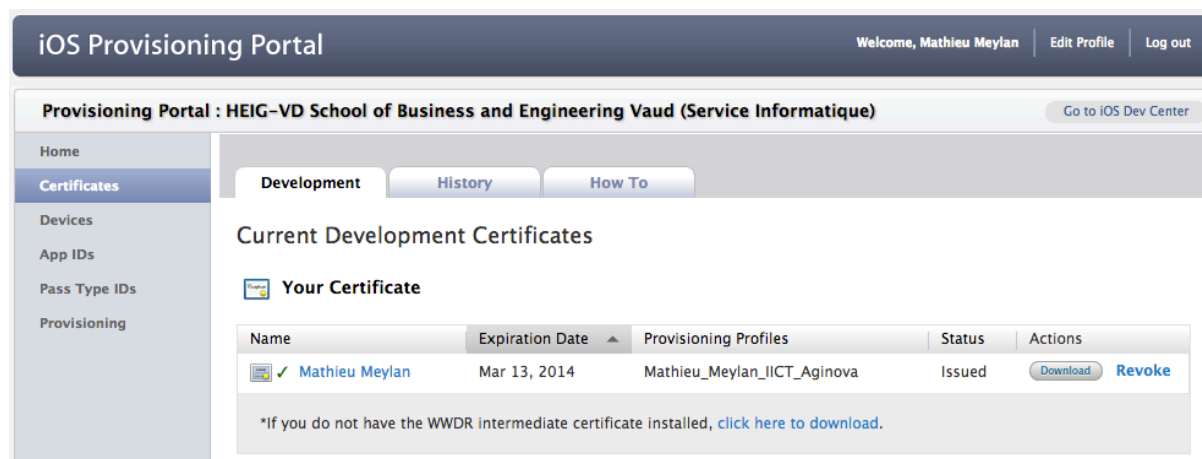 iOS Provisioning Portal
Welcome, Mathieu Meylan Edit Profile Log out
Provisioning Portal : HEIG-VD School of Business and Engineering Vaud (Service Informatique) Go to iOS Dev Center
Home
Certificates
Devices
App IDs
Pass Type IDs
Provisioning
Development History How To
Current Development Certificates
Your Certificate
Name Expiration Date Provisioning Profiles Status Actions
Mathieu Meylan Mar 13, 2014 Mathieu_Meylan_IICT_Aginova Issued Download Revoke
*If you do not have the WWDR intermediate certificate installed, click here to download.